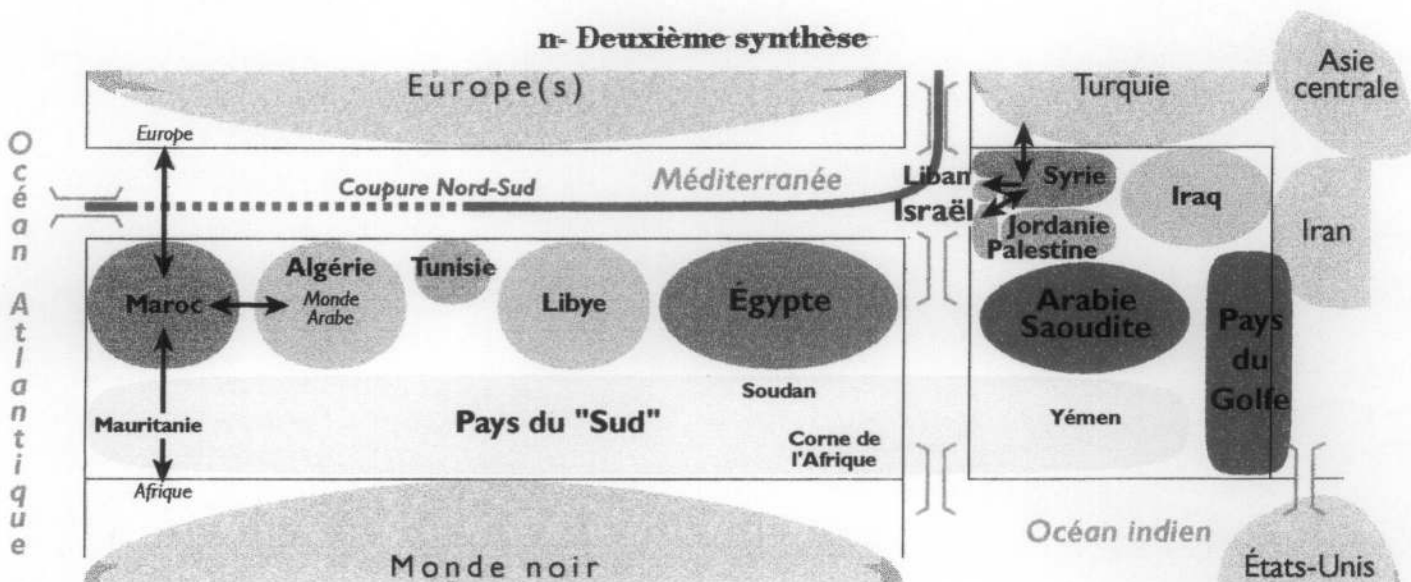 n- Deuxième synthèse
Europe(s)
Turquie
Asie
centrale
Océan Atlantique
Europe
Coupure Nord-Sud
Méditerranée
Liban
Israël
Syrie
Jordanie
Palestine
Iraq
Iran
Maroc
Algérie
Monde
Arabe
Tunisie
Libye
Égypte
Arabie
Saoudite
Pays
du
Golfe
Mauritanie
Pays du "Sud"
Soudan
Corne de
l'Afrique
Yémen
Afrique
Monde noir
Océan indien
États-Unis